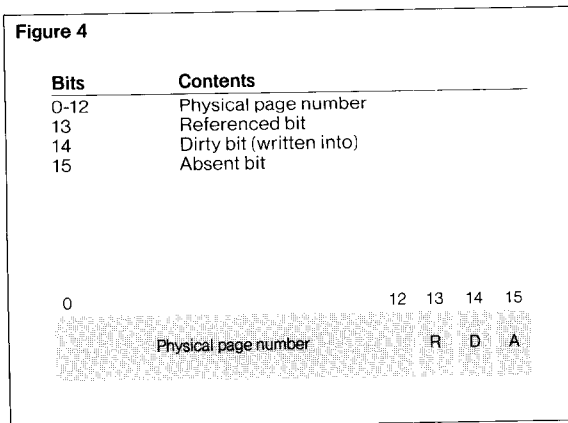 Figure 4
Bits Contents
0-12 Physical page number
13 Referenced bit
14 Dirty bit (written into)
15 Absent bit
0 12 13 14 15
Physical page number R D A